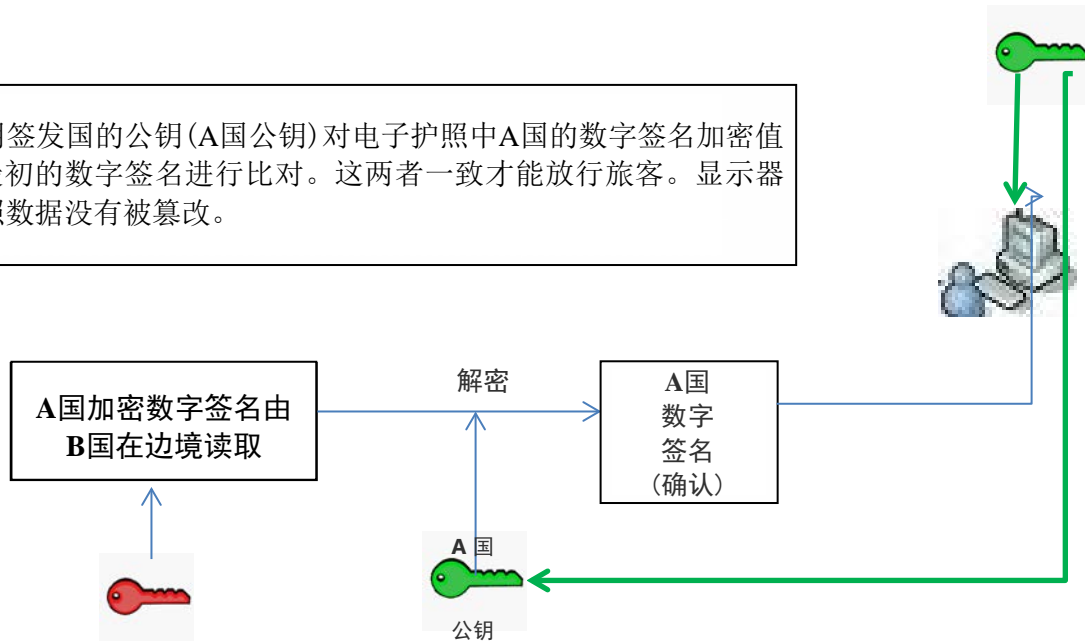 签发国的公钥(A国公钥)对电子护照中A国的数字签名加密值
初的数字签名进行比对。这两者一致才能放行旅客。显示器
数据没有被篡改。
解密
A国加密数字签名由
B国在边境读取
A国
数字
签名
(确认)
A 国
公钥